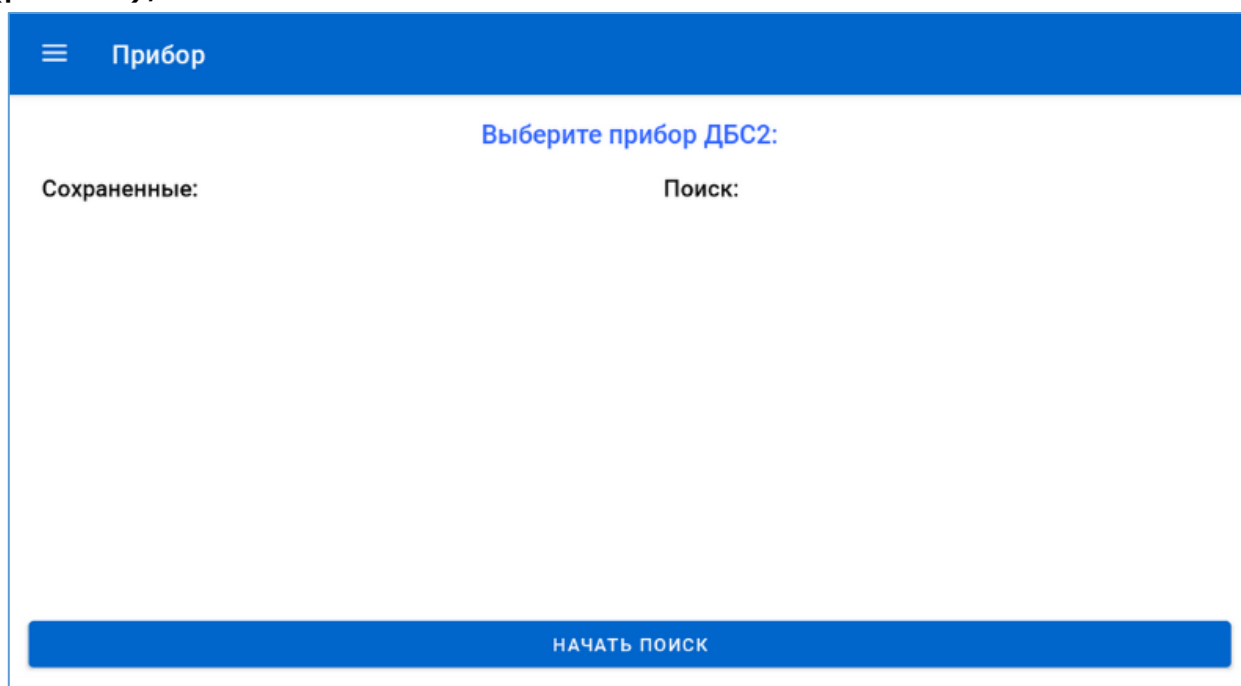 Прибор
Выберите прибор ДБС2:
Сохраненные:
Поиск:
НАЧАТЬ ПОИСК